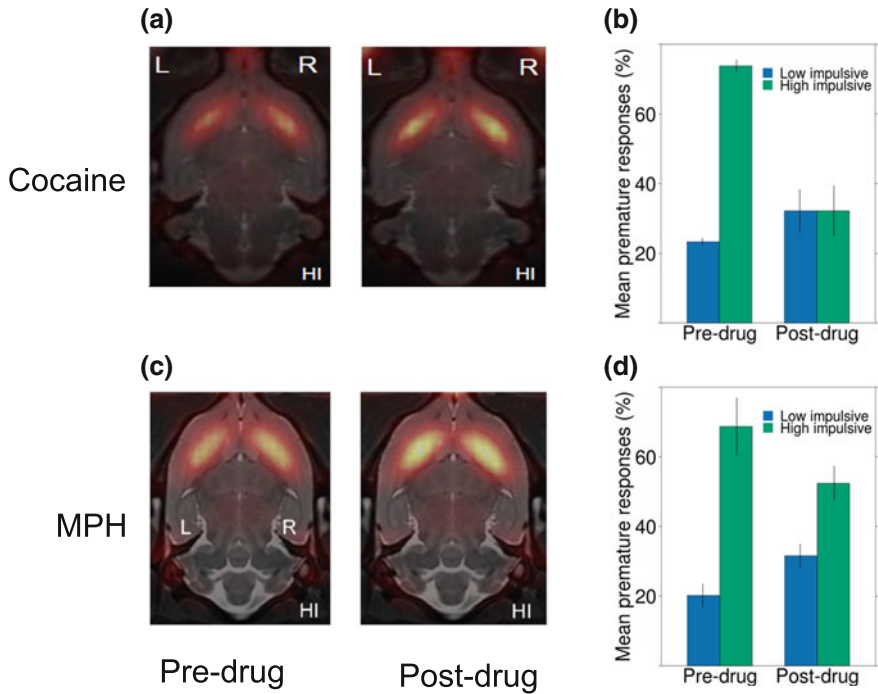 (a)
L R
HI
L R
HI
Cocaine
(b)
Mean premature responses (%)
60
40
20
Low impulsive
High impulsive
Pre-drug Post-drug
(c)
L R
HI
HI
MPH
Pre-drug Post-drug
(d)
Mean premature responses (%)
60
40
20
Low impulsive
High impulsive
Pre-drug Post-drug